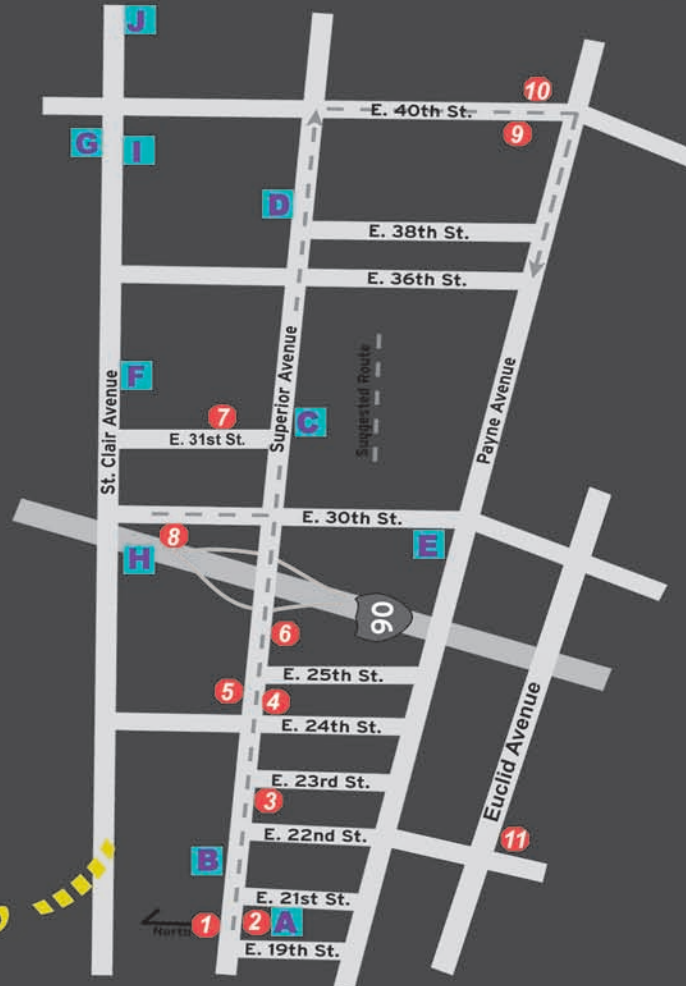 J
10
E. 40th St.
G
I
9
D
E. 38th St.
E. 36th St.
F
St. Clair Avenue
Superior Avenue
Suggested Route
Payne Avenue
7
C
E. 31st St.
E. 30th St.
8
H
E
90
6
E. 25th St.
5
4
E. 24th St.
Euclid Avenue
E. 23rd St.
3
E. 22nd St.
11
B
E. 21st St.
North
1
2
A
E. 19th St.